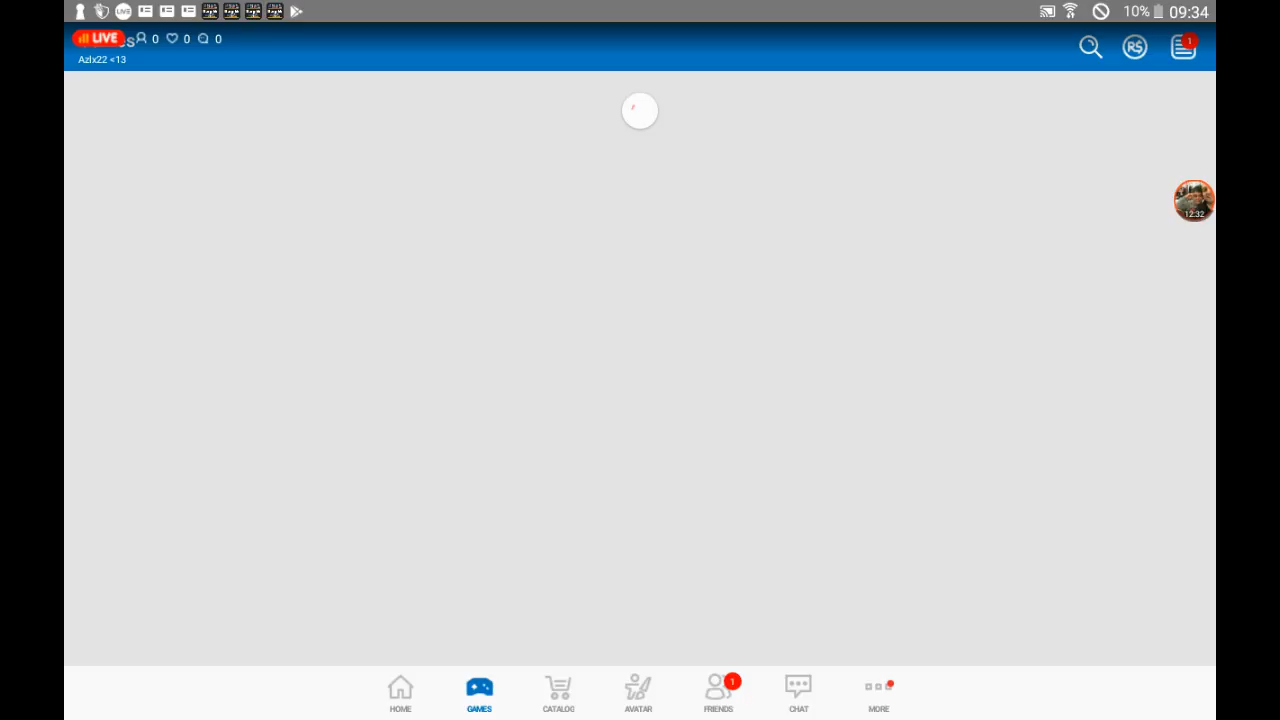 LIVE
10% 09:34
LIVE 0 0 0
Azlx22 <13
R$
1
12:32
1
HOME
GAMES
CATALOG
AVATAR
FRIENDS
CHAT
MORE